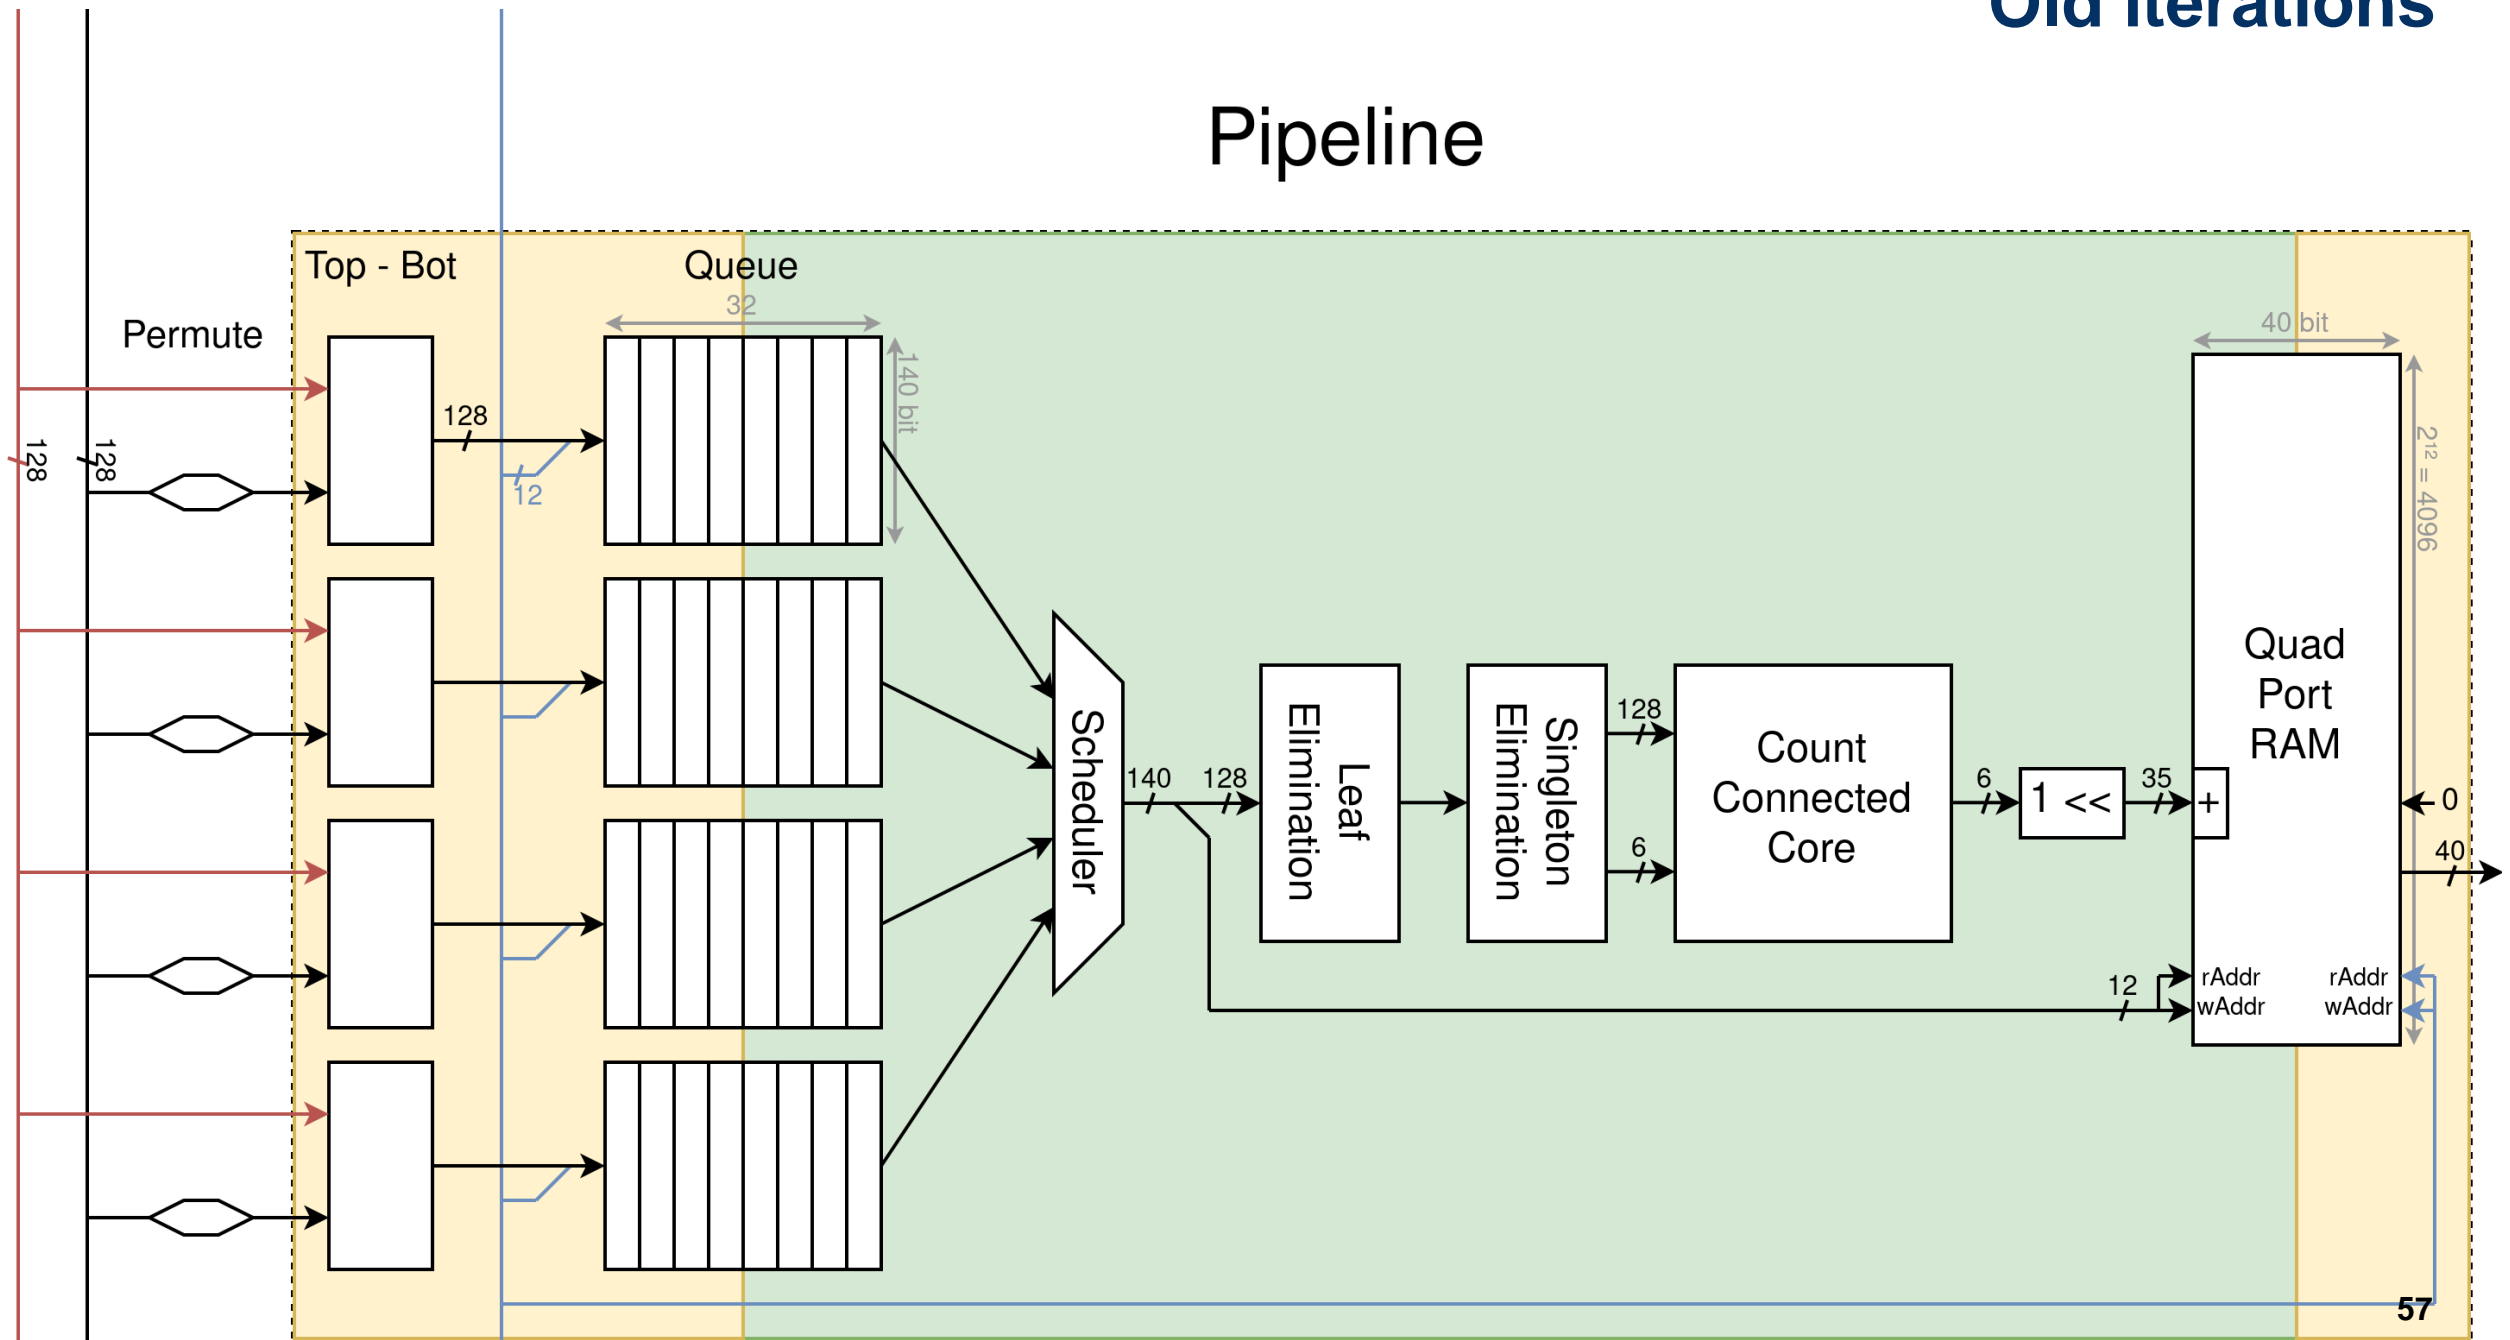 Old Iterations
Pipeline
Top - Bot
Queue
32
Permute
140 bit
128
128
128
12
40 bit
2¹² = 4096
Quad
Port
RAM
Scheduler
140
128
Leaf
Elimination
Singleton
Elimination
128
6
Count
Connected
Core
6
1 <<
35
+
0
40
12
rAddr
wAddr
rAddr
wAddr
57